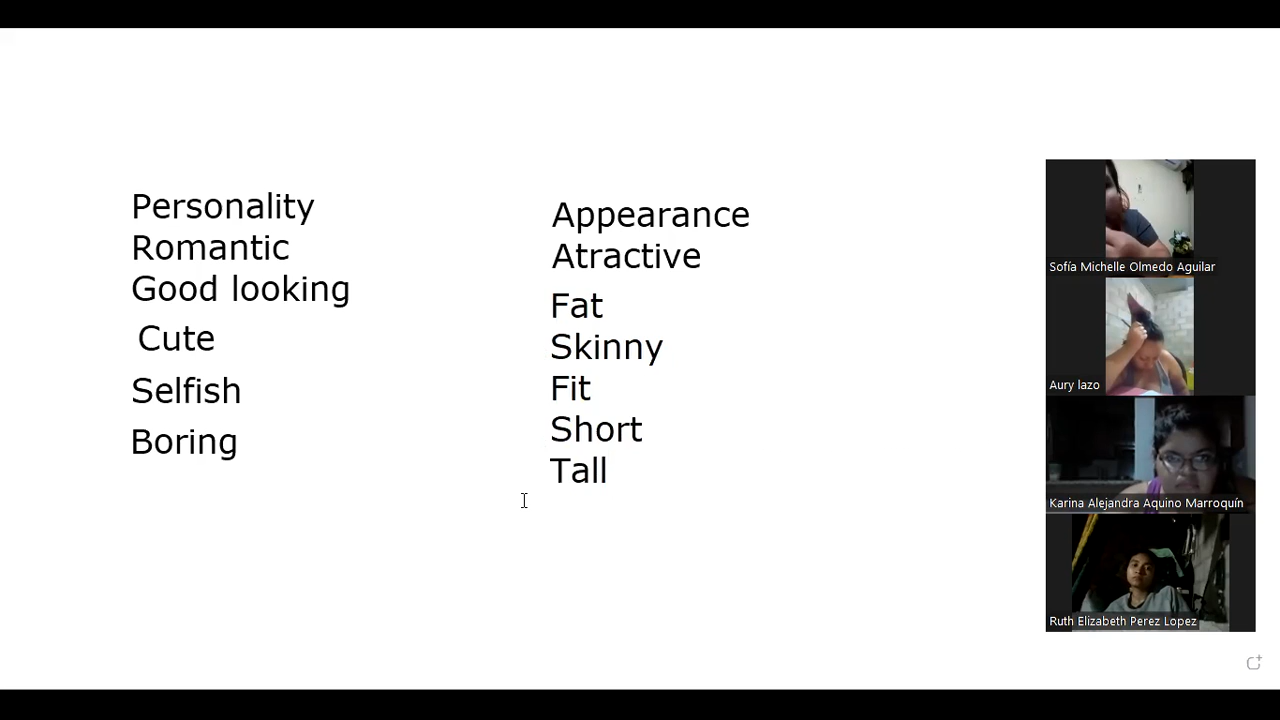 Personality
Romantic
Good looking
Cute
Selfish
Boring
Appearance
Atractive
Fat
Skinny
Fit
Short
Tall
Sofía Michelle Olmedo Aguilar
Aury lazo
Karina Alejandra Aquino Marroquín
Ruth Elizabeth Perez Lopez